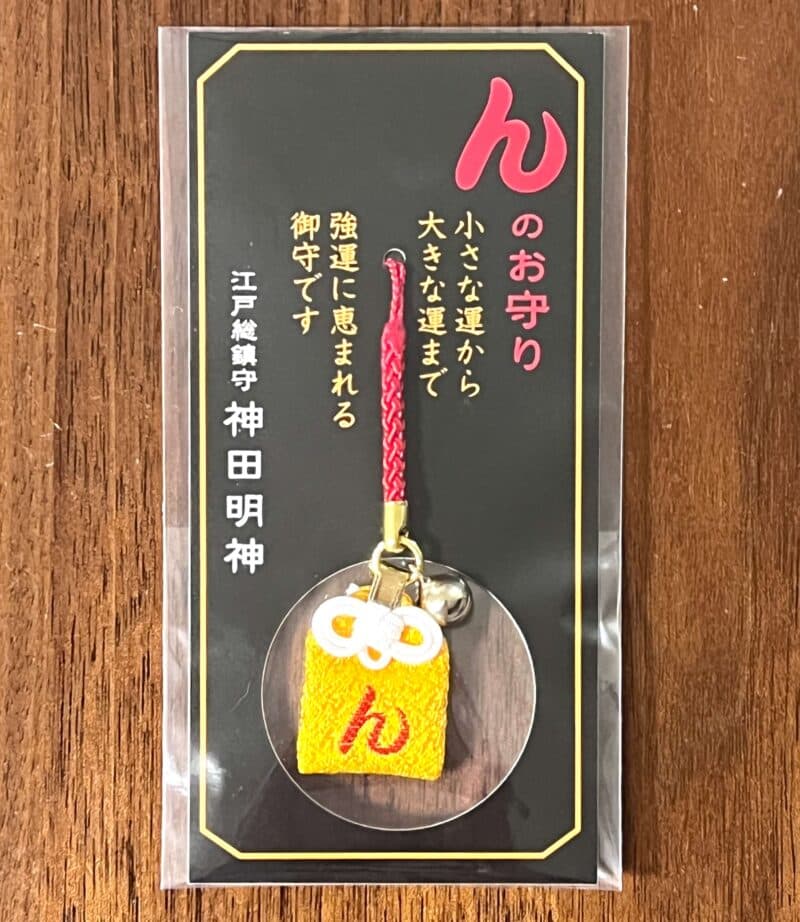 んのお守り
小さな運から
大きな運まで
強運に恵まれる
御守です
江戸総鎮守 神田明神
ん